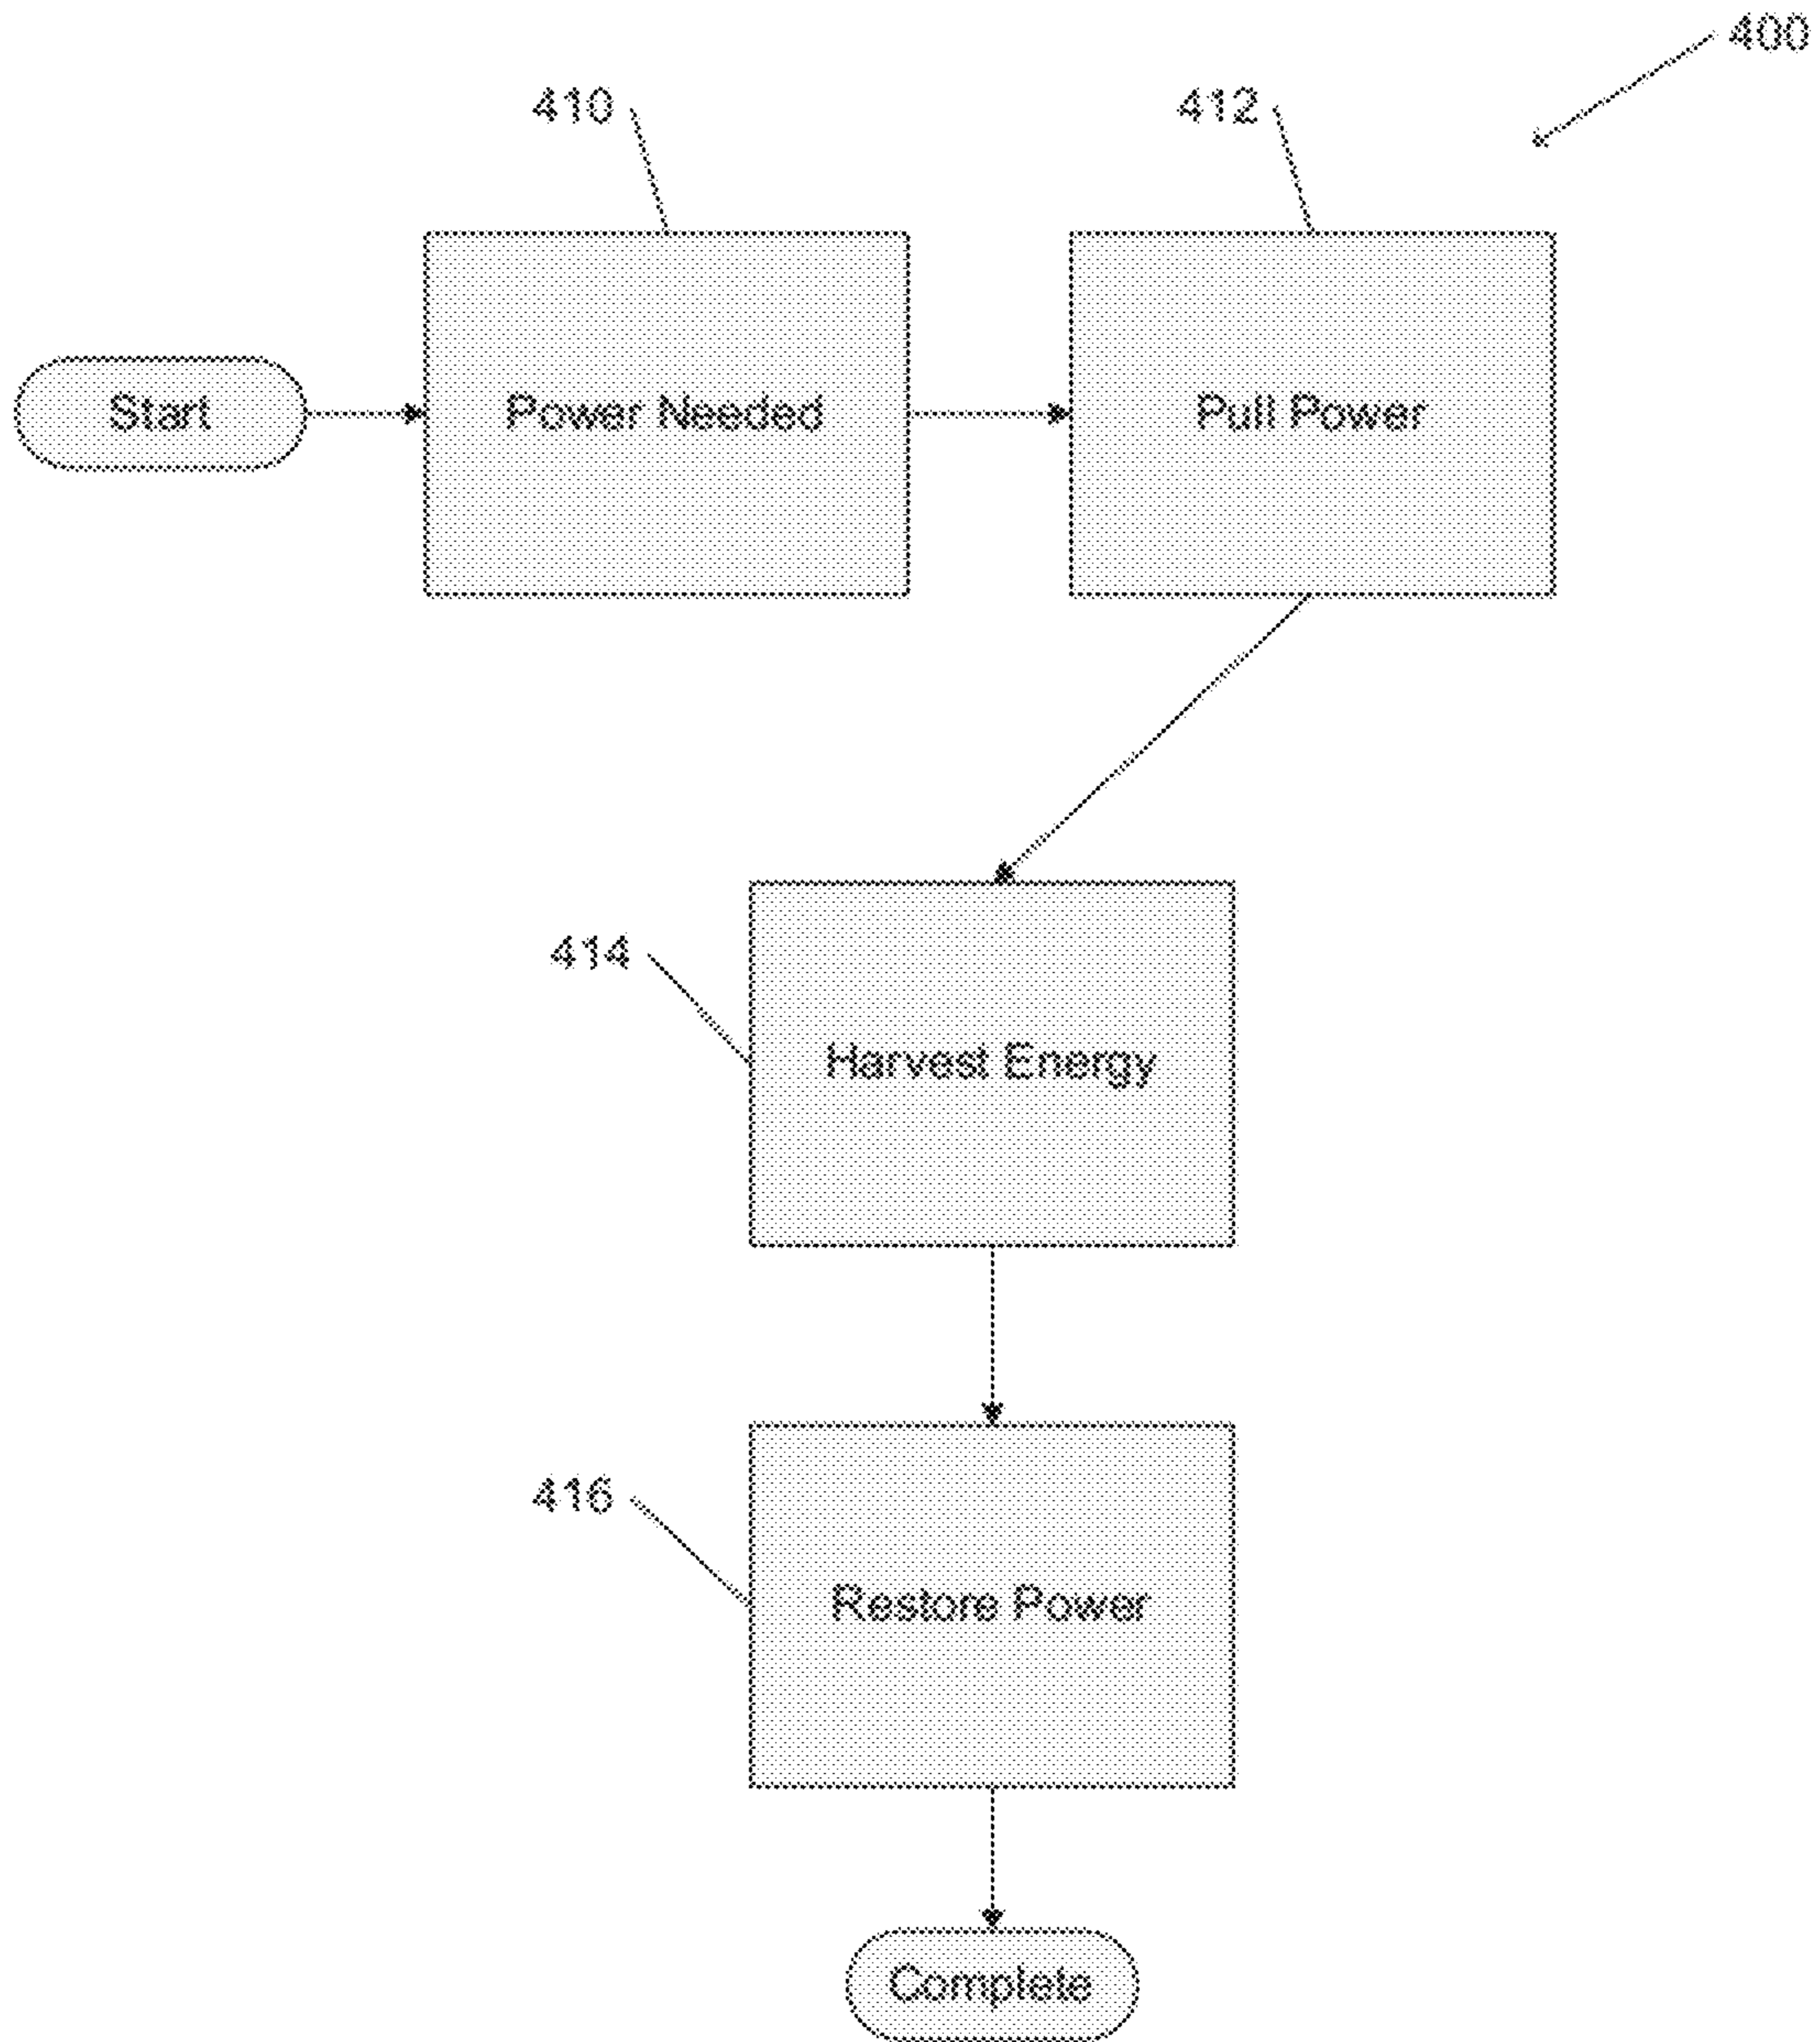 400
410
412
Start
Power Needed
Pull Power
414
Harvest Energy
416
Restore Power
Complete